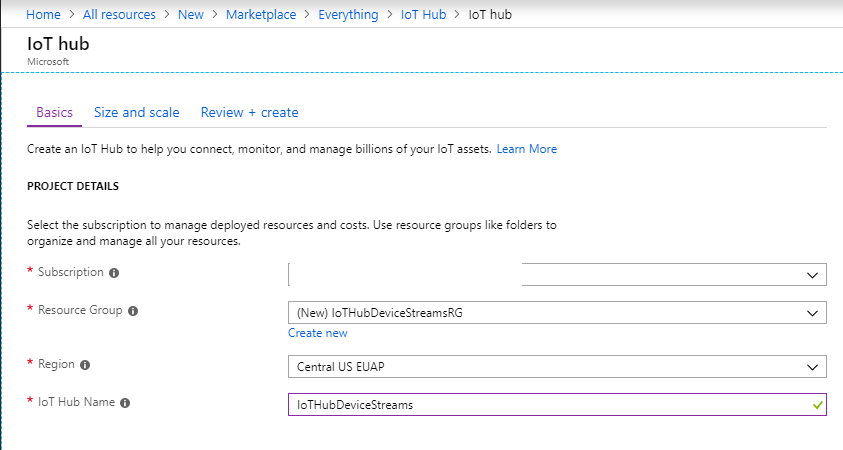 Home > All resources > New > Marketplace > Everything > IoT Hub > IoT hub
IoT hub
Microsoft
Basics Size and scale Review + create
Create an IoT Hub to help you connect, monitor, and manage billions of your IoT assets. Learn More
PROJECT DETAILS
Select the subscription to manage deployed resources and costs. Use resource groups like folders to
organize and manage all your resources.
* Subscription
* Resource Group (New) IoTHubDeviceStreamsRG
Create new
* Region Central US EUAP
* IoT Hub Name IoTHubDeviceStreams